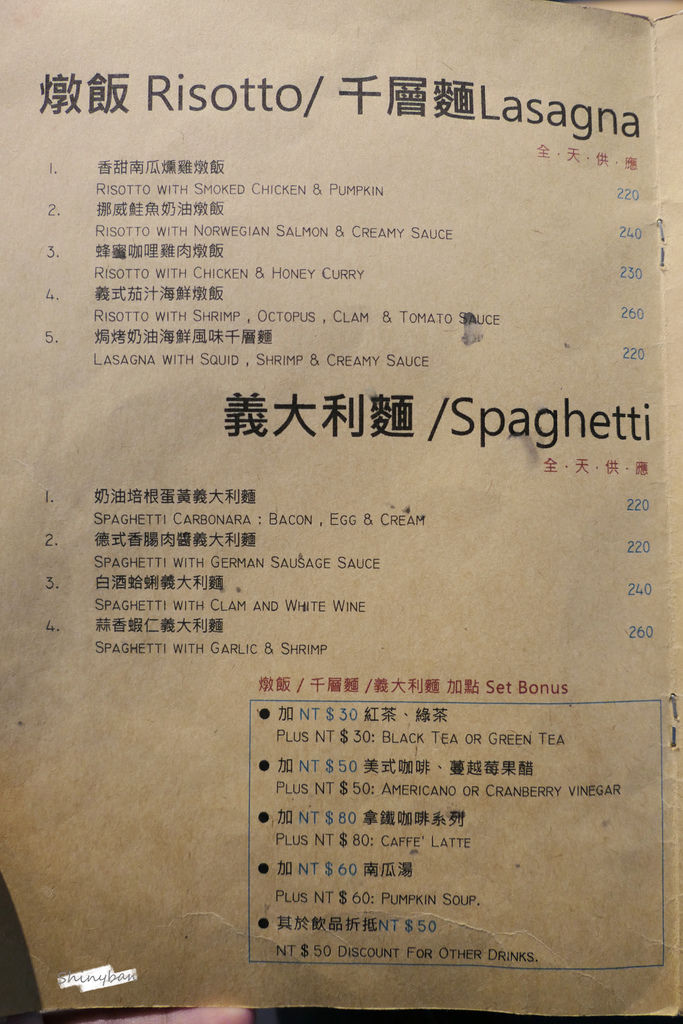 燉飯 Risotto/ 千層麵Lasagna
全·天·供·應
1. 香甜南瓜燻雞燉飯
Risotto with Smoked Chicken & Pumpkin 220
2. 挪威鮭魚奶油燉飯
Risotto with Norwegian Salmon & Creamy Sauce 240
3. 蜂蜜咖哩雞肉燉飯
Risotto with Chicken & Honey Curry 230
4. 義式茄汁海鮮燉飯
Risotto with Shrimp , Octopus , Clam & Tomato Sauce 260
5. 焗烤奶油海鮮風味千層麵
Lasagna with Squid , Shrimp & Creamy Sauce 220
義大利麵 /Spaghetti
全·天·供·應
1. 奶油培根蛋黃義大利麵
Spaghetti Carbonara : Bacon , Egg & Cream 220
2. 德式香腸肉醬義大利麵
Spaghetti with German Sausage Sauce 220
3. 白酒蛤蜊義大利麵
Spaghetti with Clam and White Wine 240
4. 蒜香蝦仁義大利麵
Spaghetti with Garlic & Shrimp 260
燉飯 / 千層麵 /義大利麵 加點 Set Bonus
● 加 NT $ 30 紅茶、綠茶
Plus NT $ 30: Black Tea or Green Tea
● 加 NT $ 50 美式咖啡、蔓越莓果醋
Plus NT $ 50: Americano or Cranberry vinegar
● 加 NT $ 80 拿鐵咖啡系列
Plus NT $ 80: Caffe' Latte
● 加 NT $ 60 南瓜湯
Plus NT $ 60: Pumpkin Soup.
● 其於飲品折抵NT $ 50
NT $ 50 Discount For Other Drinks.
shinyban